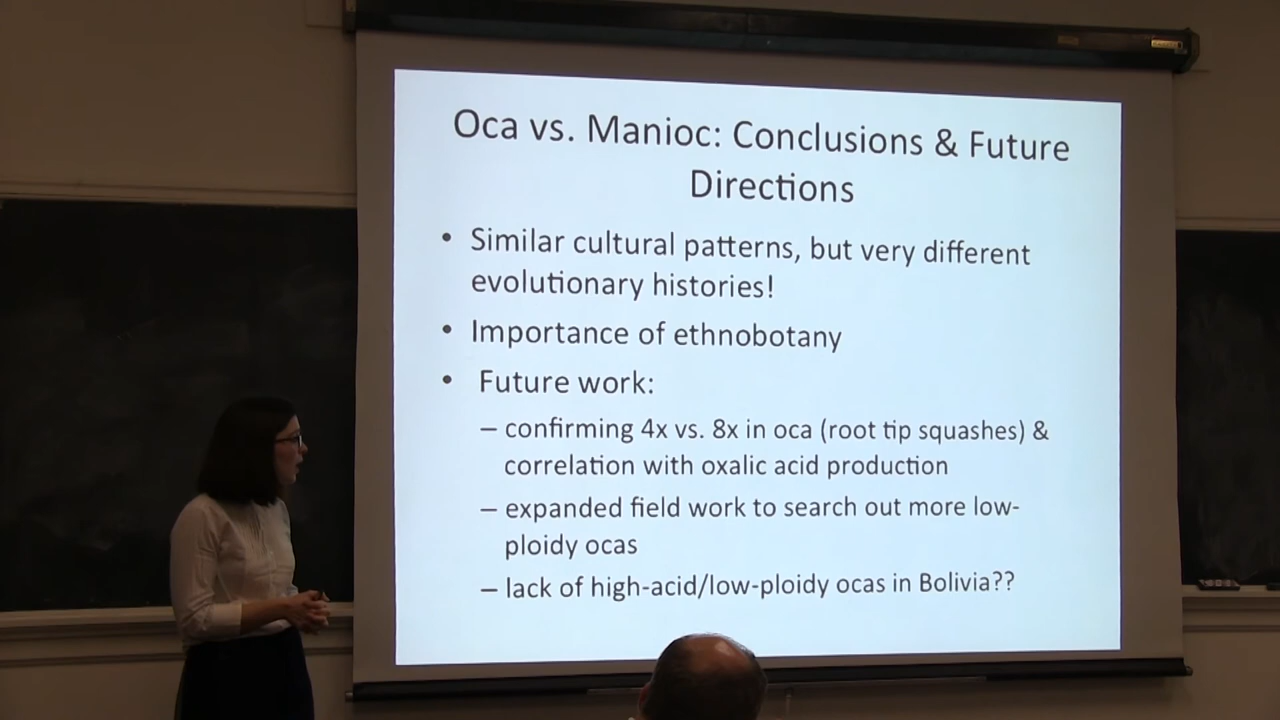 Oca vs. Manioc: Conclusions & Future
Directions
• Similar cultural patterns, but very different
evolutionary histories!
• Importance of ethnobotany
• Future work:
– confirming 4x vs. 8x in oca (root tip squashes) &
correlation with oxalic acid production
– expanded field work to search out more low-
ploidy ocas
– lack of high-acid/low-ploidy ocas in Bolivia??